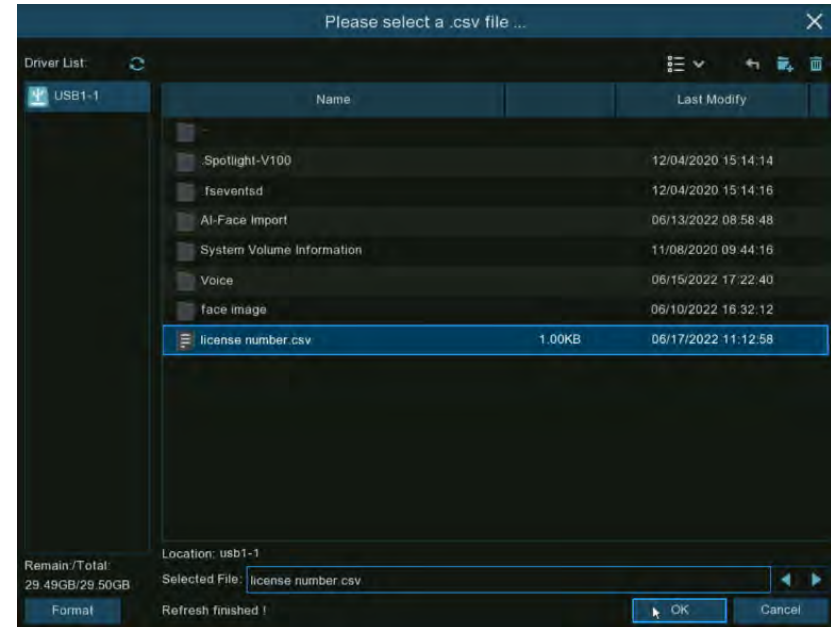 Please select a .csv file ...
Driver List:
USB1-1
Name
Last Modify
..
.Spotlight-V100 12/04/2020 15:14:14
.fseventsd 12/04/2020 15:14:16
AI-Face Import 06/13/2022 08:58:48
System Volume Information 11/08/2020 09:44:16
Voice 06/15/2022 17:22:40
face image 06/10/2022 16:32:12
license number.csv 1.00KB 06/17/2022 11:12:58
Location: usb1-1
Remain:/Total:
29.49GB/29.50GB
Selected File: license number.csv
Format
Refresh finished !
OK
Cancel